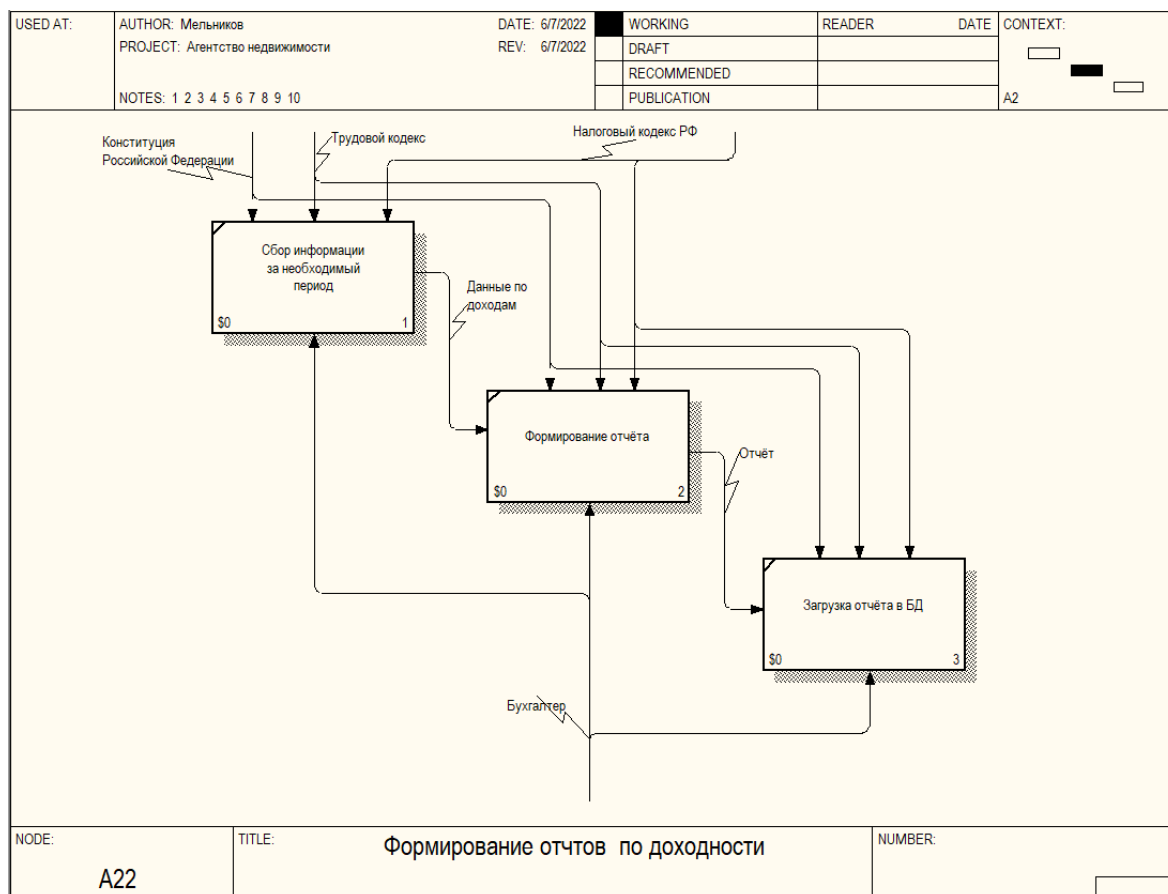 USED AT:
AUTHOR: Мельников
DATE: 6/7/2022
PROJECT: Агентство недвижимости
REV: 6/7/2022
NOTES: 1 2 3 4 5 6 7 8 9 10
WORKING
DRAFT
RECOMMENDED
PUBLICATION
READER
DATE
CONTEXT:
A2
Конституция
Российской Федерации
Трудовой кодекс
Налоговый кодекс РФ
Сбор информации
за необходимый
период
$0
1
Данные по
доходам
Формирование отчёта
$0
2
Отчёт
Загрузка отчёта в БД
$0
3
Бухгалтер
NODE:
A22
TITLE:
Формирование отчтов по доходности
NUMBER: